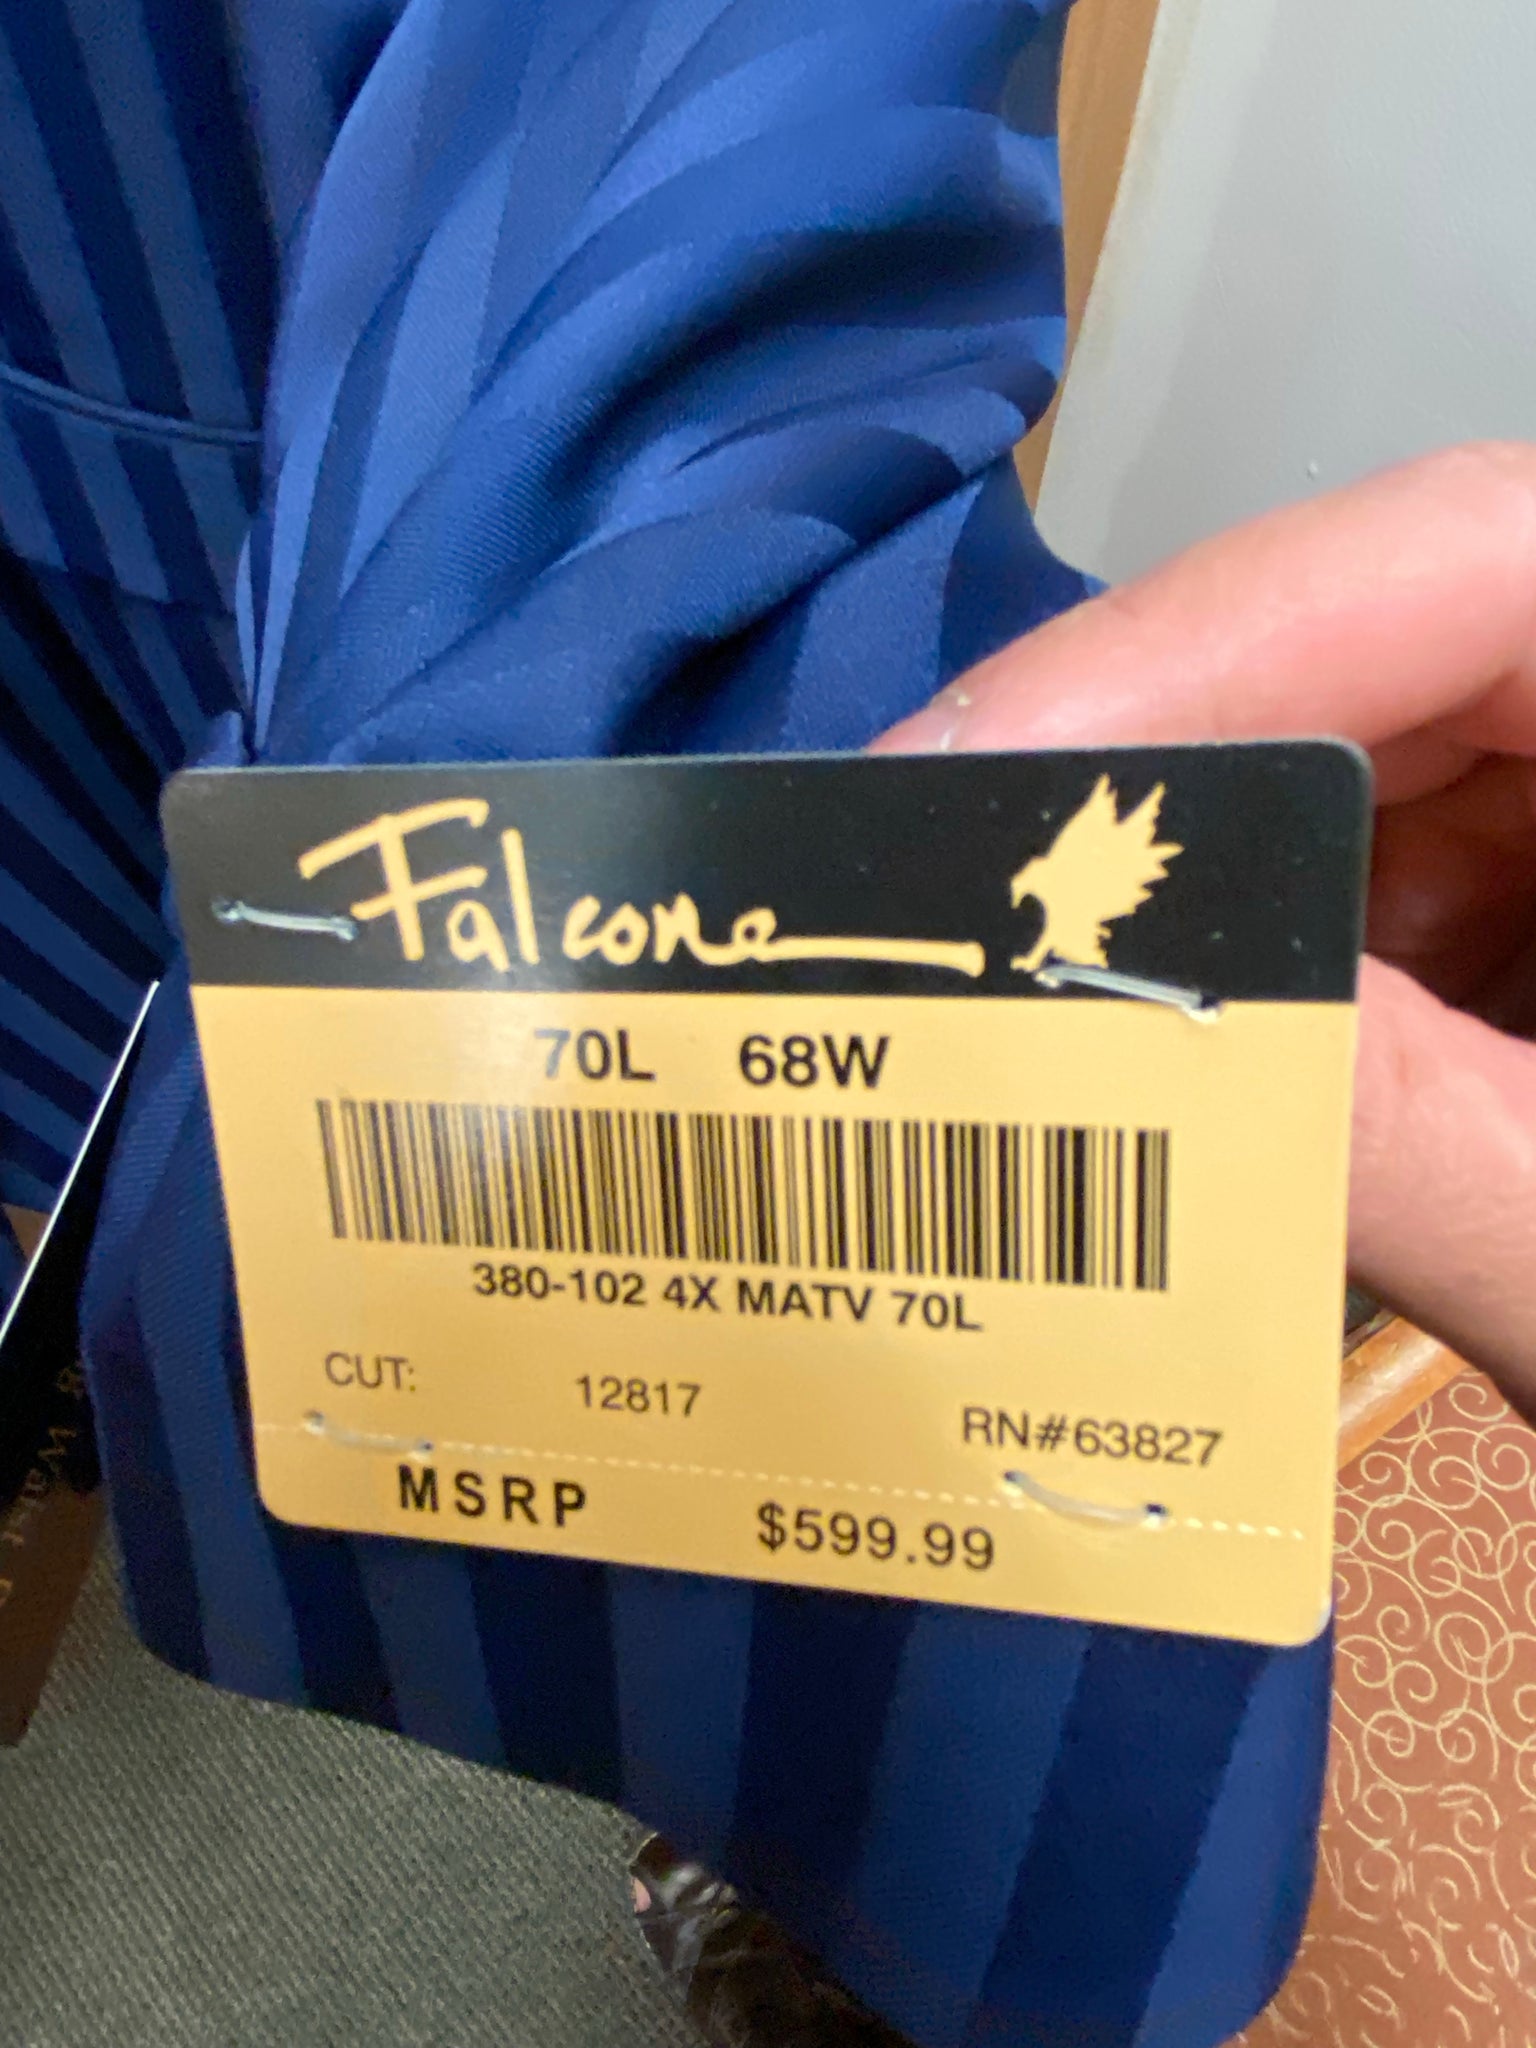 Falcone
70L 68W
380-102 4X MATV 70L
CUT: 12817 RN#63827
MSRP $599.99